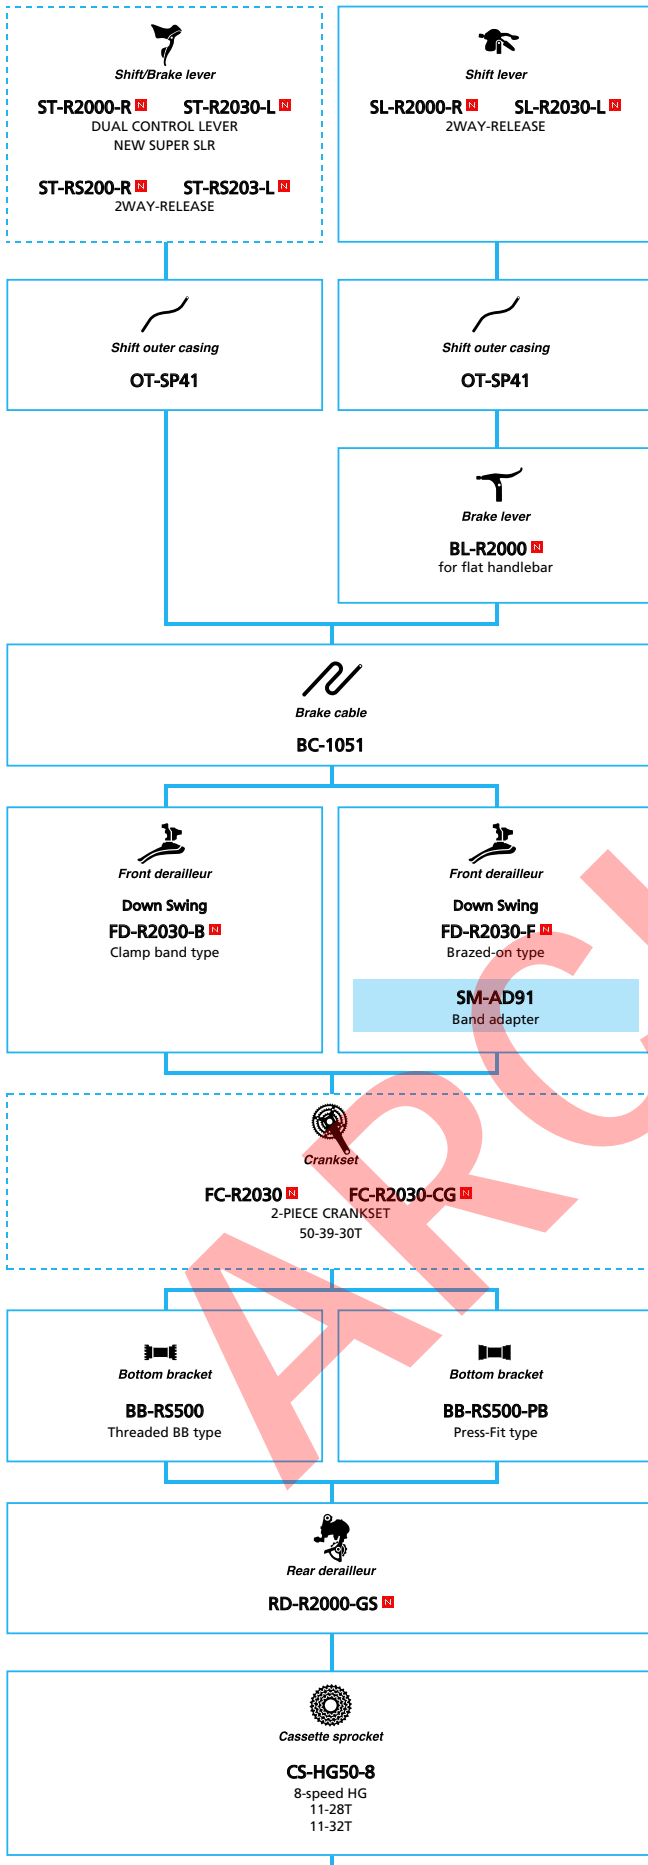 Shift/Brake lever
ST-R2000-R N ST-R2030-L N
DUAL CONTROL LEVER
NEW SUPER SLR
ST-RS200-R N ST-RS203-L N
2WAY-RELEASE
Shift lever
SL-R2000-R N SL-R2030-L N
2WAY-RELEASE
Shift outer casing
OT-SP41
Shift outer casing
OT-SP41
Brake lever
BL-R2000 N
for flat handlebar
Brake cable
BC-1051
Front derailleur
Down Swing
FD-R2030-B N
Clamp band type
Front derailleur
Down Swing
FD-R2030-F N
Brazed-on type
SM-AD91
Band adapter
Crankset
FC-R2030 N FC-R2030-CG N
2-PIECE CRANKSET
50-39-30T
Bottom bracket
BB-RS500
Threaded BB type
Bottom bracket
BB-RS500-PB
Press-Fit type
Rear derailleur
RD-R2000-GS N
Cassette sprocket
CS-HG50-8
8-speed HG
11-28T
11-32T